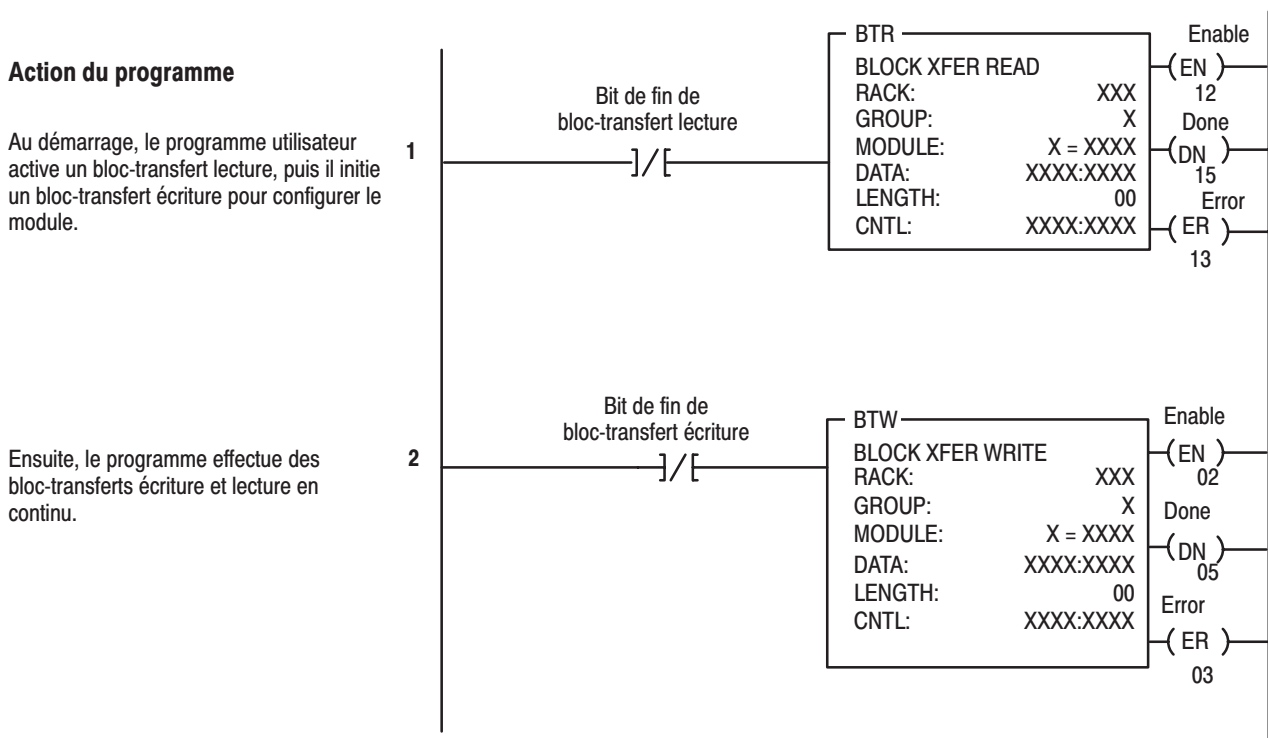 Action du programme
Au démarrage, le programme utilisateur
active un bloc-transfert lecture, puis il initie
un bloc-transfert écriture pour configurer le
module.
1
Bit de fin de
bloc-transfert lecture
]/[
BTR
BLOCK XFER READ
RACK: XXX
GROUP: X
MODULE: X = XXXX
DATA: XXXX:XXXX
LENGTH: 00
CNTL: XXXX:XXXX
Enable
(EN)
12
Done
(DN)
15
Error
(ER)
13
Ensuite, le programme effectue des
bloc-transferts écriture et lecture en
continu.
2
Bit de fin de
bloc-transfert écriture
]/[
BTW
BLOCK XFER WRITE
RACK: XXX
GROUP: X
MODULE: X = XXXX
DATA: XXXX:XXXX
LENGTH: 00
CNTL: XXXX:XXXX
Enable
(EN)
02
Done
(DN)
05
Error
(ER)
03